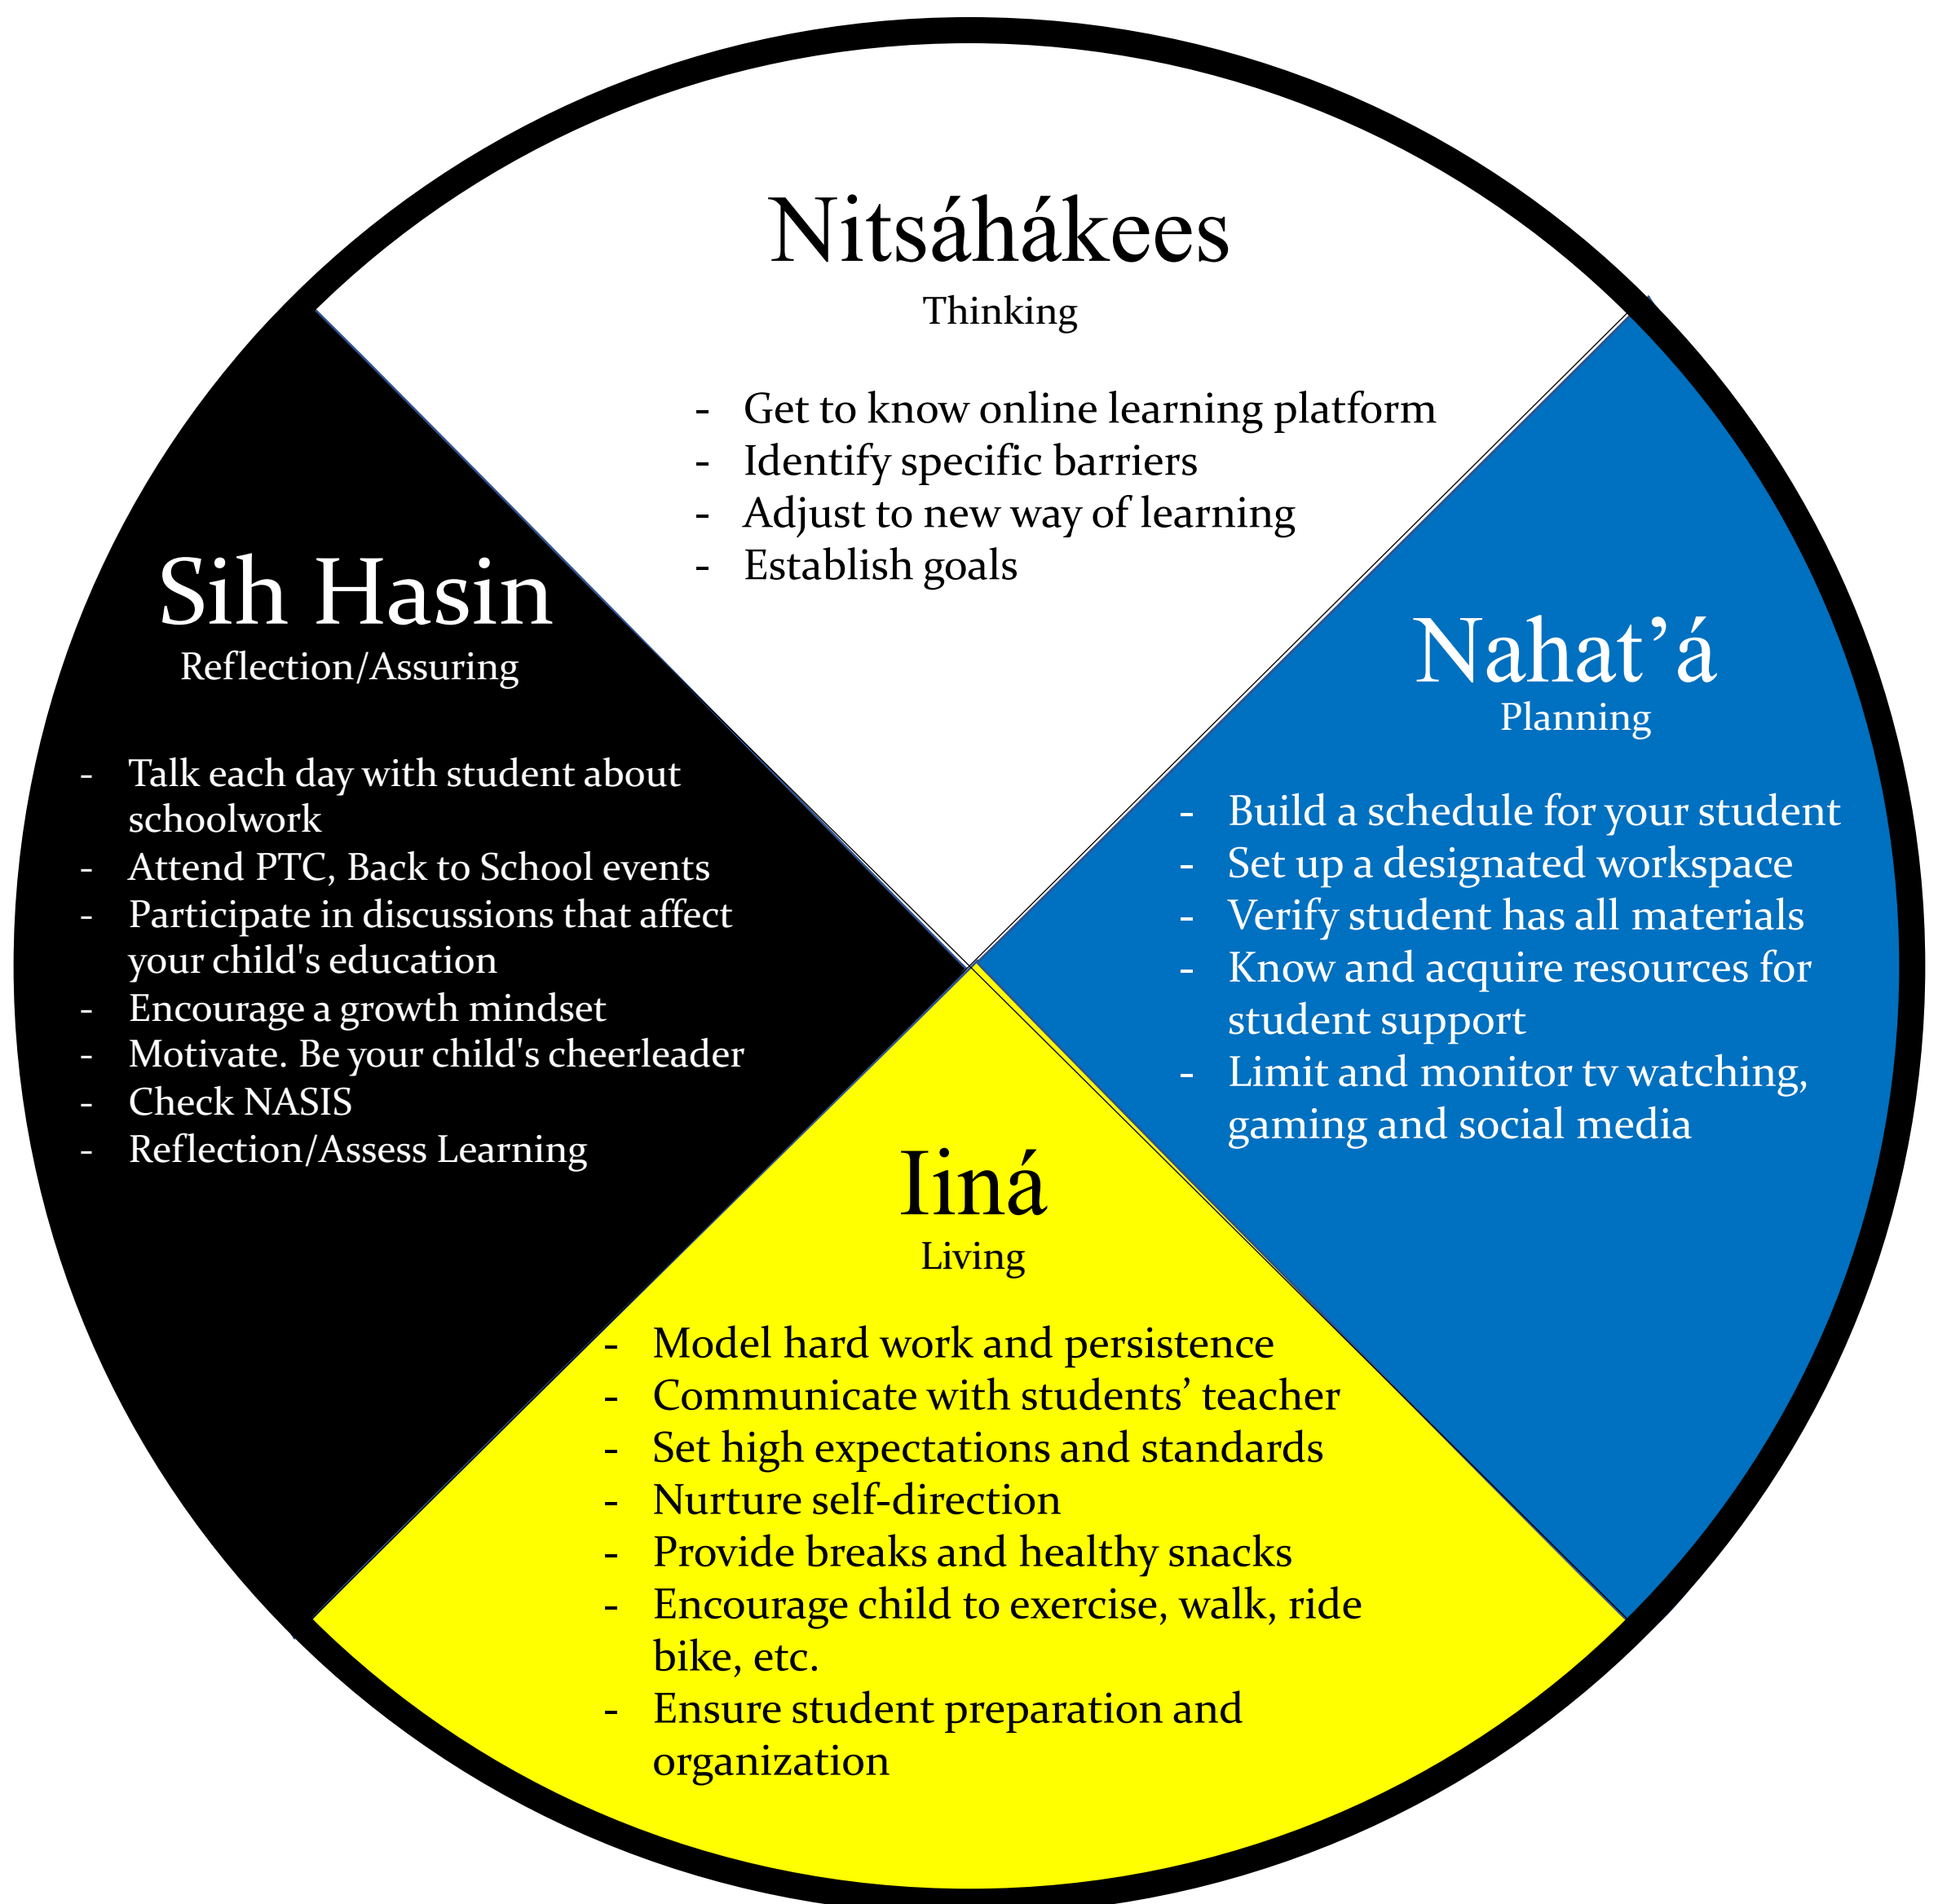 Nitsáhákees
Thinking
- Get to know online learning platform
- Identify specific barriers
- Adjust to new way of learning
- Establish goals
Nahat’á
Planning
- Build a schedule for your student
- Set up a designated workspace
- Verify student has all materials
- Know and acquire resources for
student support
- Limit and monitor tv watching,
gaming and social media
Iiná
Living
- Model hard work and persistence
- Communicate with students’ teacher
- Set high expectations and standards
- Nurture self-direction
- Provide breaks and healthy snacks
- Encourage child to exercise, walk, ride
bike, etc.
- Ensure student preparation and
organization
Sih Hasin
Reflection/Assuring
- Talk each day with student about
schoolwork
- Attend PTC, Back to School events
- Participate in discussions that affect
your child's education
- Encourage a growth mindset
- Motivate. Be your child's cheerleader
- Check NASIS
- Reflection/Assess Learning